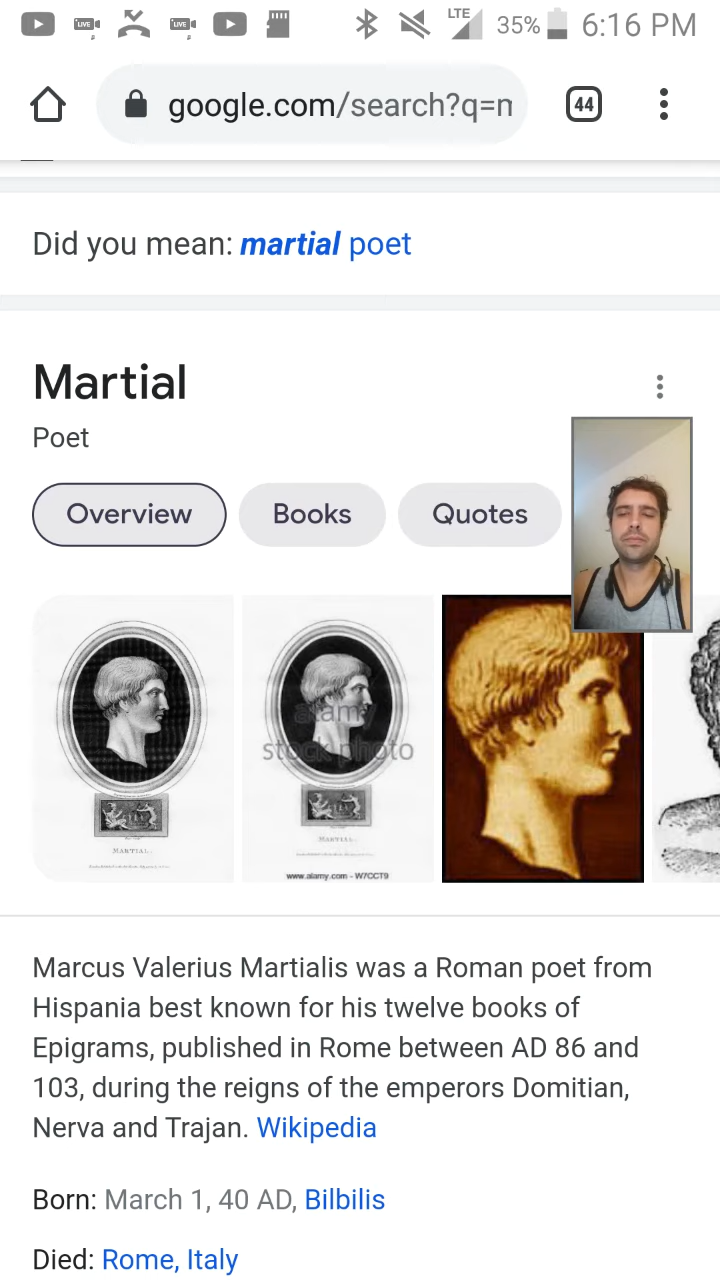 LIVE
LIVE
LTE
35%
6:16 PM
google.com/search?q=n
44
Did you mean: martial poet
Martial
Poet
Overview
Books
Quotes
MARTIAL.
alamy
stock photo
MARTIAL.
www.alamy.com - W7CCT9
Marcus Valerius Martialis was a Roman poet from
Hispania best known for his twelve books of
Epigrams, published in Rome between AD 86 and
103, during the reigns of the emperors Domitian,
Nerva and Trajan. Wikipedia
Born: March 1, 40 AD, Bilbilis
Died: Rome, Italy